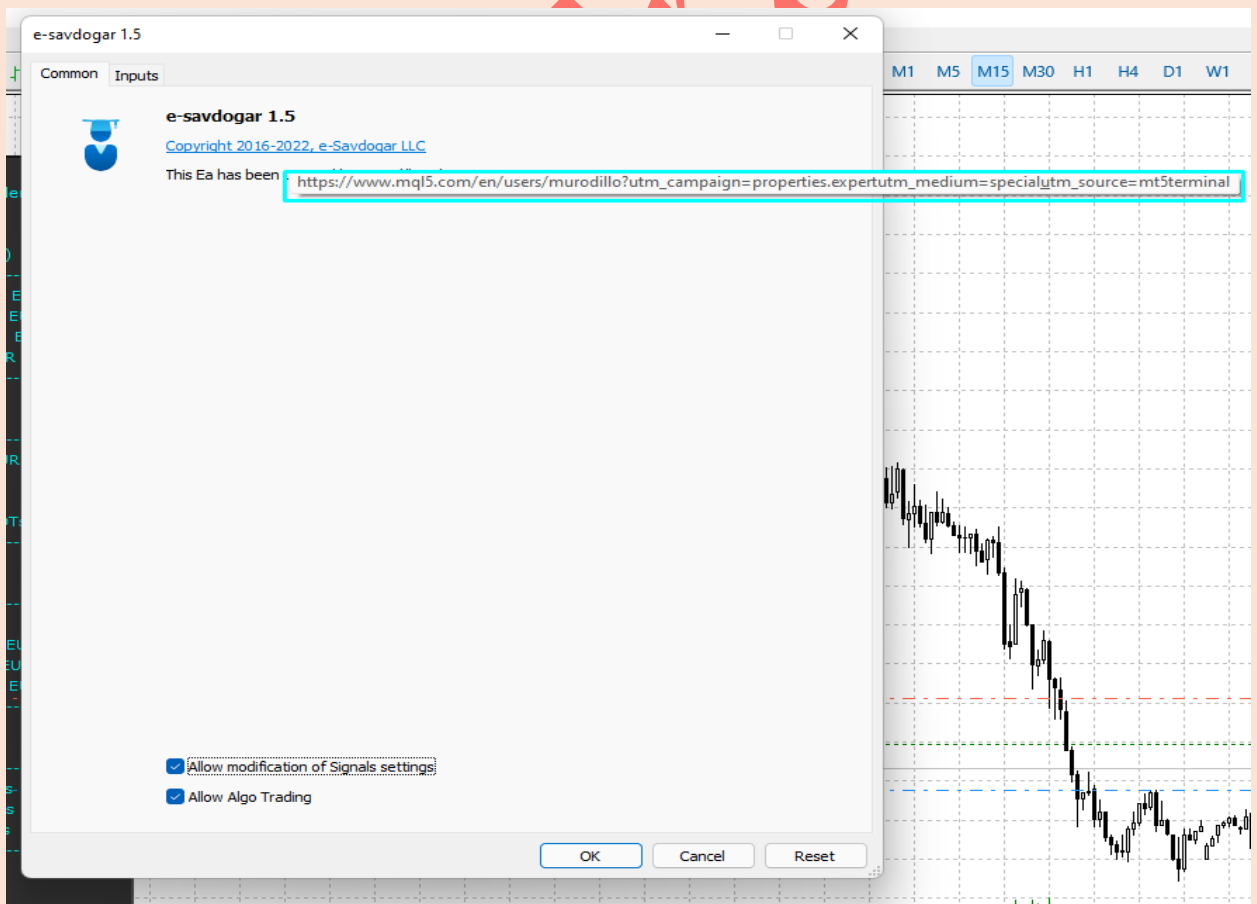 e-savdogar 1.5
Common Inputs
M1 M5 M15 M30 H1 H4 D1 W1
e-savdogar 1.5
Copyright 2016-2022, e-Savdogar LLC
This Ea has been
https://www.mql5.com/en/users/murodillo?utm_campaign=properties.expertutm_medium=specialutm_source=mt5terminal
Allow modification of Signals settings
Allow Algo Trading
OK Cancel Reset